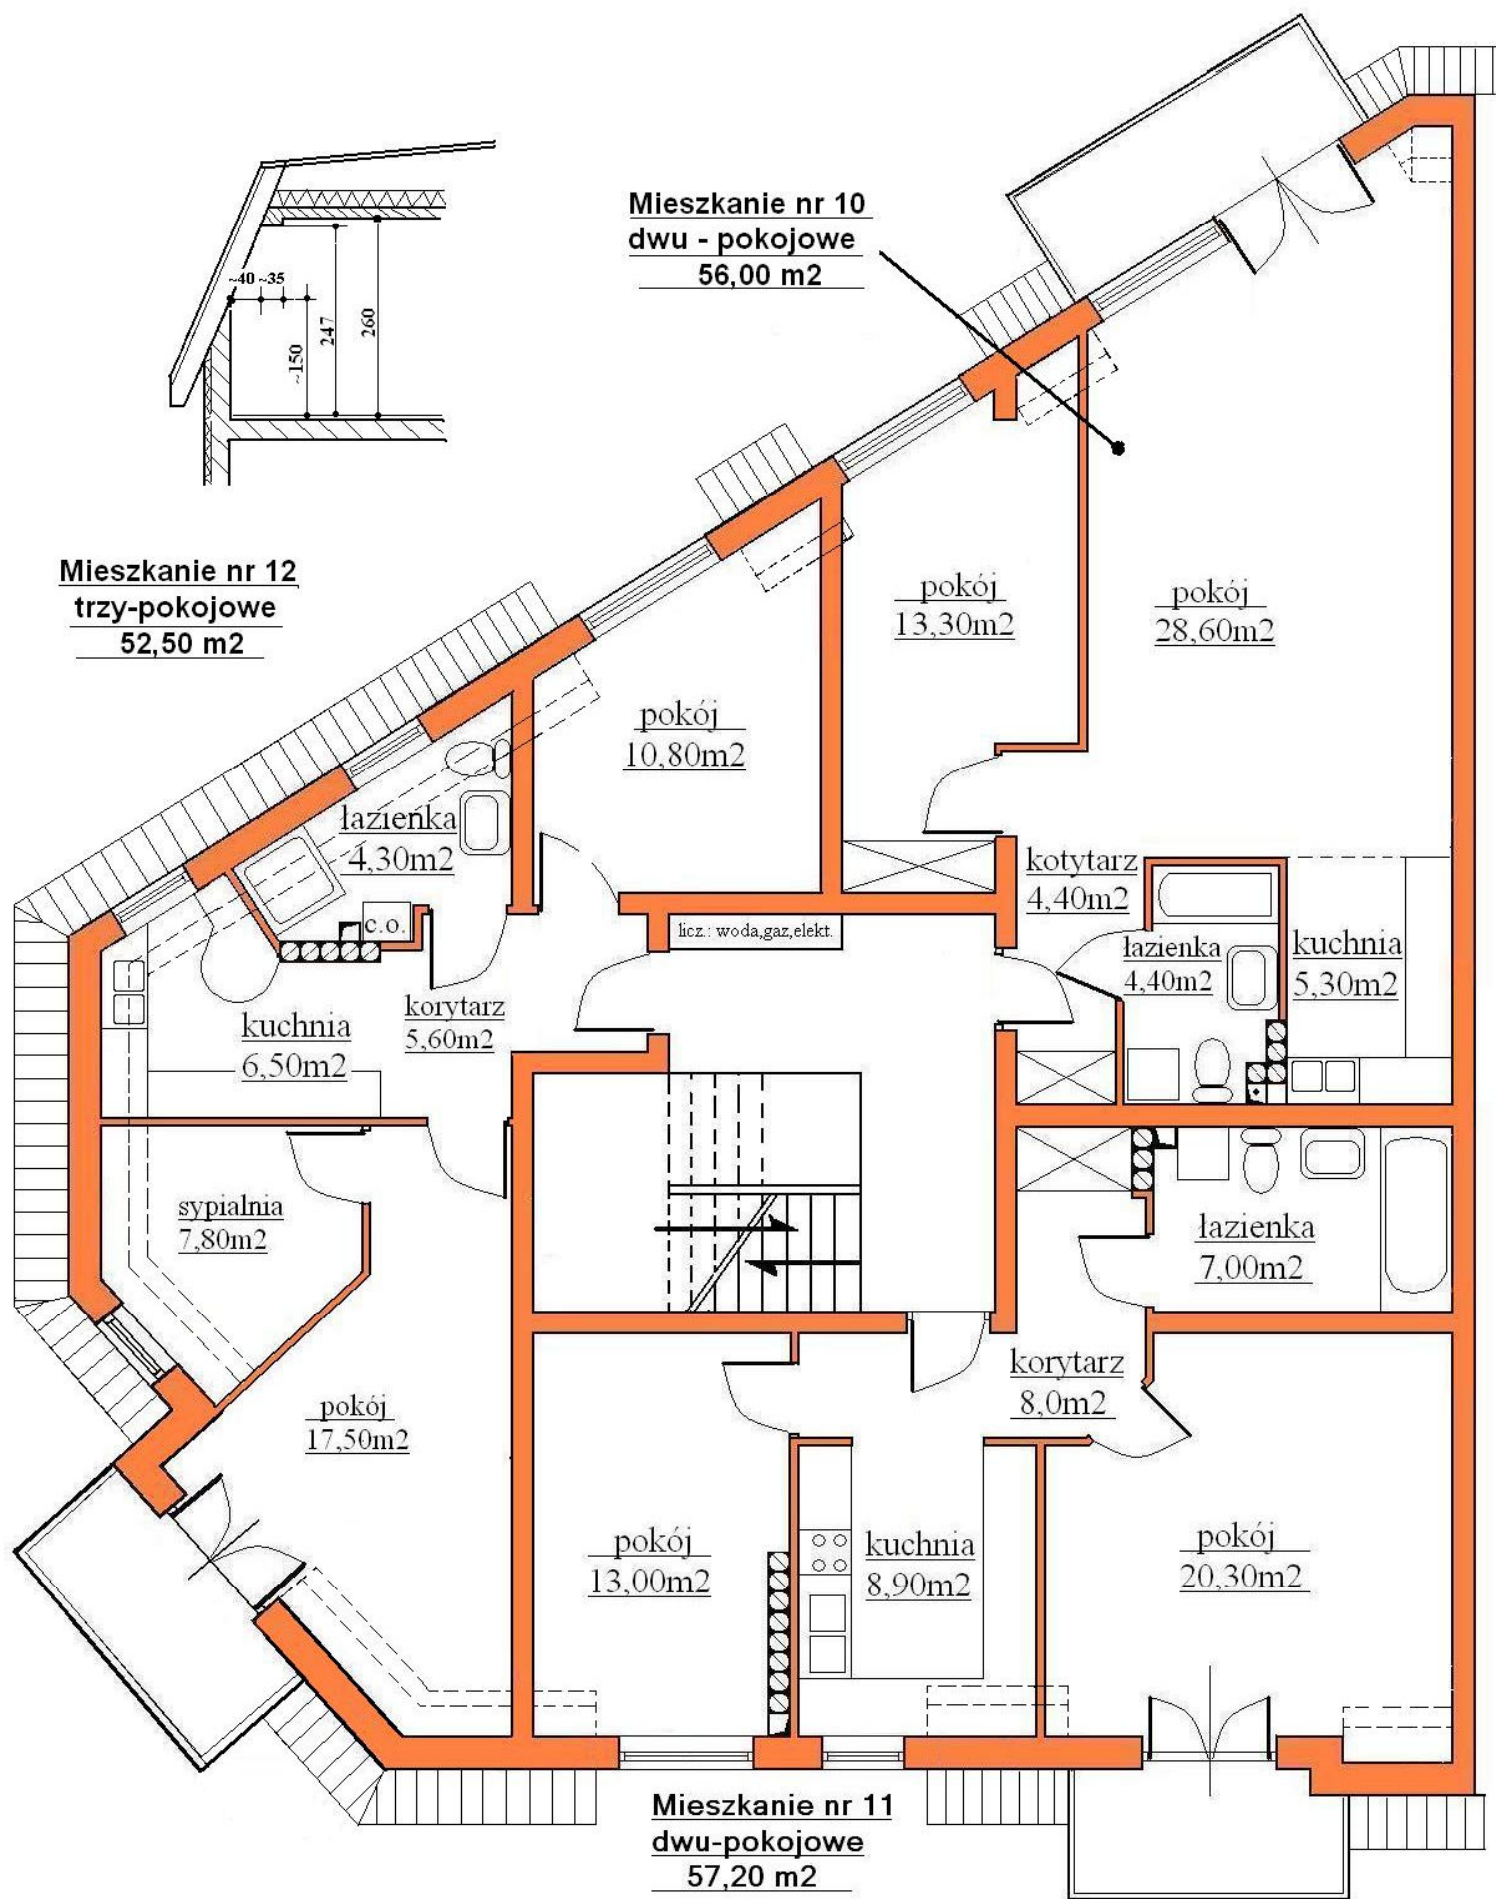 Mieszkanie nr 10
dwu - pokojowe
56,00 m2
~40 ~35
~150
247
260
Mieszkanie nr 12
trzy-pokojowe
52,50 m2
pokój
13,30m2
pokój
28,60m2
pokój
10,80m2
łazieńka
4,30m2
c.o.
kotytarz
4,40m2
licz.: woda,gaz,elekt.
łazienka
4,40m2
kuchnia
5,30m2
korytarz
5,60m2
kuchnia
6,50m2
sypialnia
7,80m2
łazienka
7,00m2
korytarz
8,0m2
pokój
17,50m2
pokój
13,00m2
kuchnia
8,90m2
pokój
20,30m2
Mieszkanie nr 11
dwu-pokojowe
57,20 m2